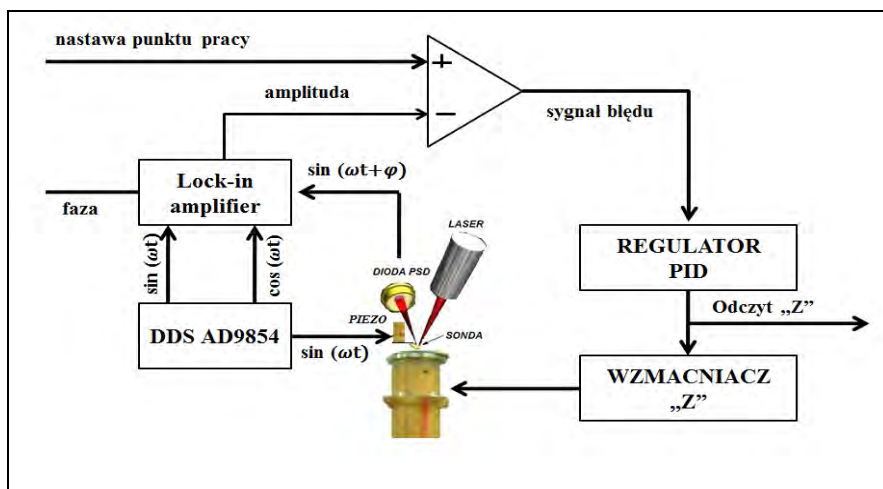 nastawa punktu pracy
+
amplituda
−
sygnał błędu
sin (ωt+φ)
Lock-in
amplifier
faza
LASER
sin (ωt)
cos (ωt)
DIODA PSD
REGULATOR
PID
PIEZO
Odczyt „Z”
DDS AD9854
SONDA
sin (ωt)
WZMACNIACZ
„Z”